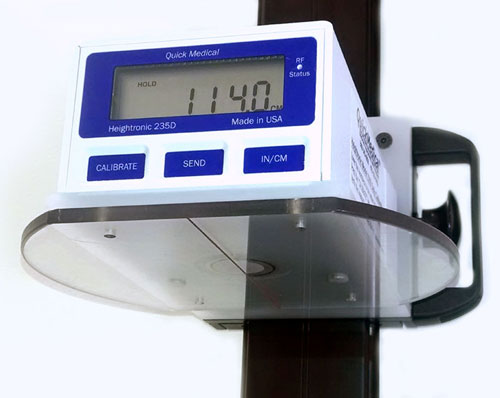 Quick Medical
HOLD
114.0 CM
RF
Status
Heightronic 235D
Made in USA
CALIBRATE
SEND
IN/CM